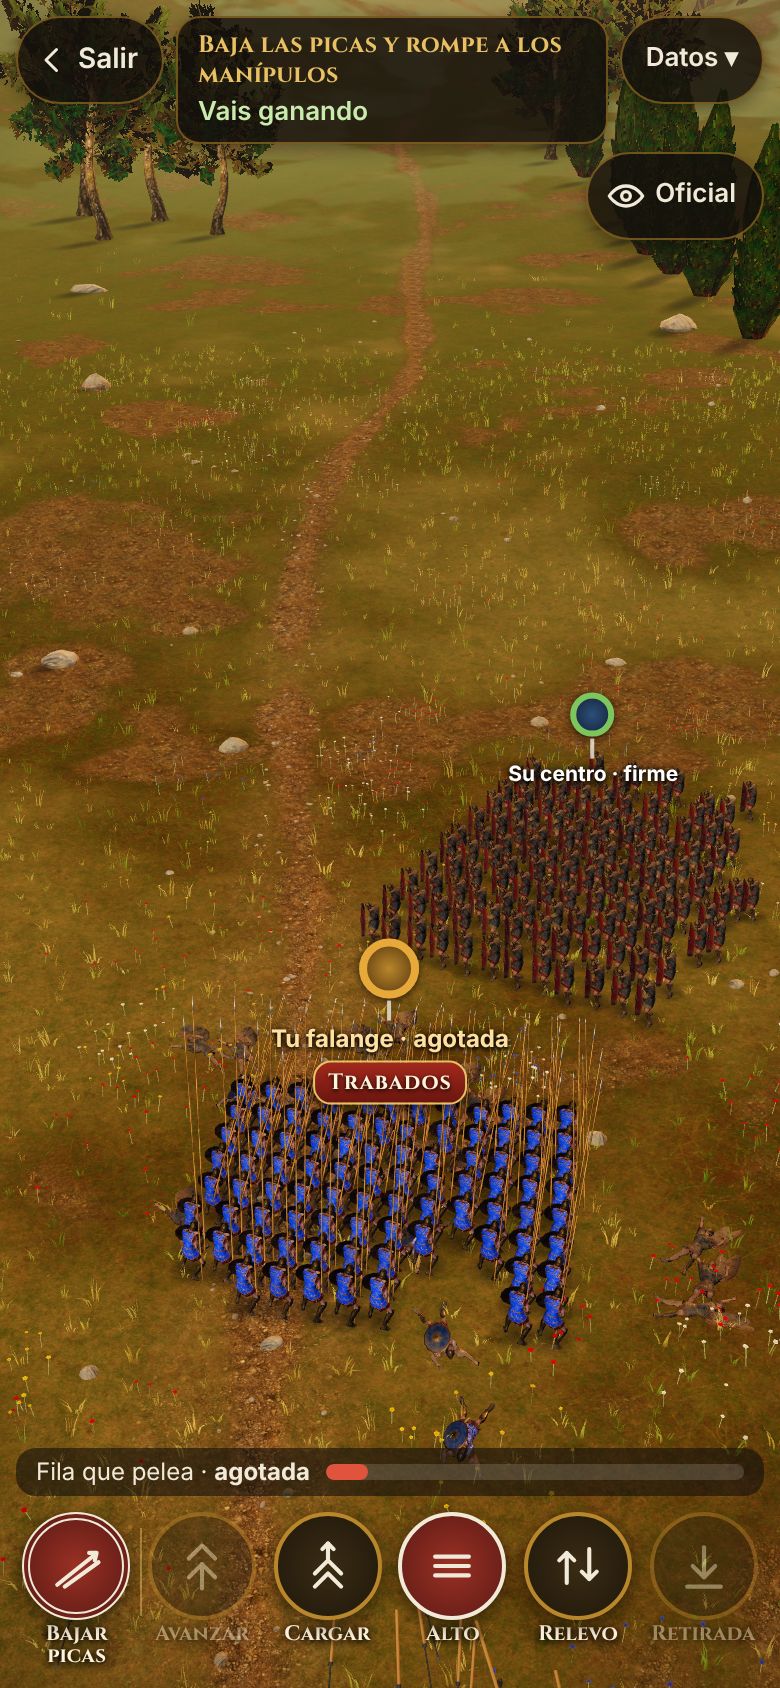 Salir
BAJA LAS PICAS Y ROMPE A LOS
MANÍPULOS
Vais ganando
Datos ▾
Oficial
Su centro · firme
Tu falange · agotada
TRABADOS
Fila que pelea · agotada
BAJAR
PICAS
AVANZAR
CARGAR
ALTO
RELEVO
RETIRADA